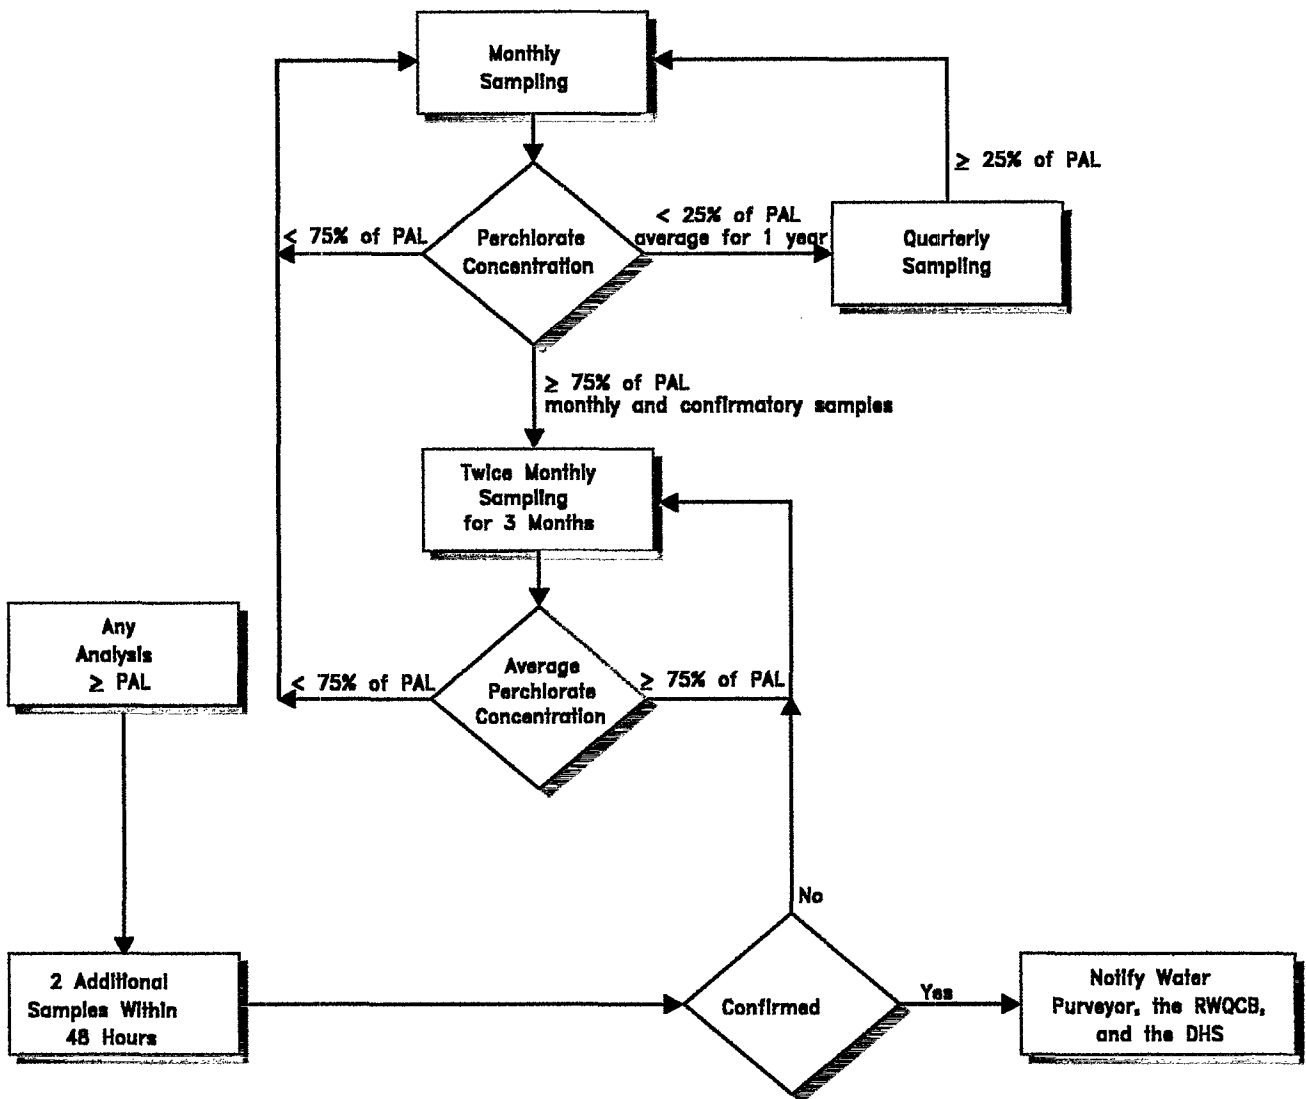 Monthly
Sampling
≥ 25% of PAL
< 75% of PAL
Perchlorate
Concentration
< 25% of PAL
average for 1 year
Quarterly
Sampling
≥ 75% of PAL
monthly and confirmatory samples
Twice Monthly
Sampling
for 3 Months
Any
Analysis
≥ PAL
< 75% of PAL
Average
Perchlorate
Concentration
≥ 75% of PAL
No
2 Additional
Samples Within
48 Hours
Confirmed
Yes
Notify Water
Purveyor, the RWQCB,
and the DHS